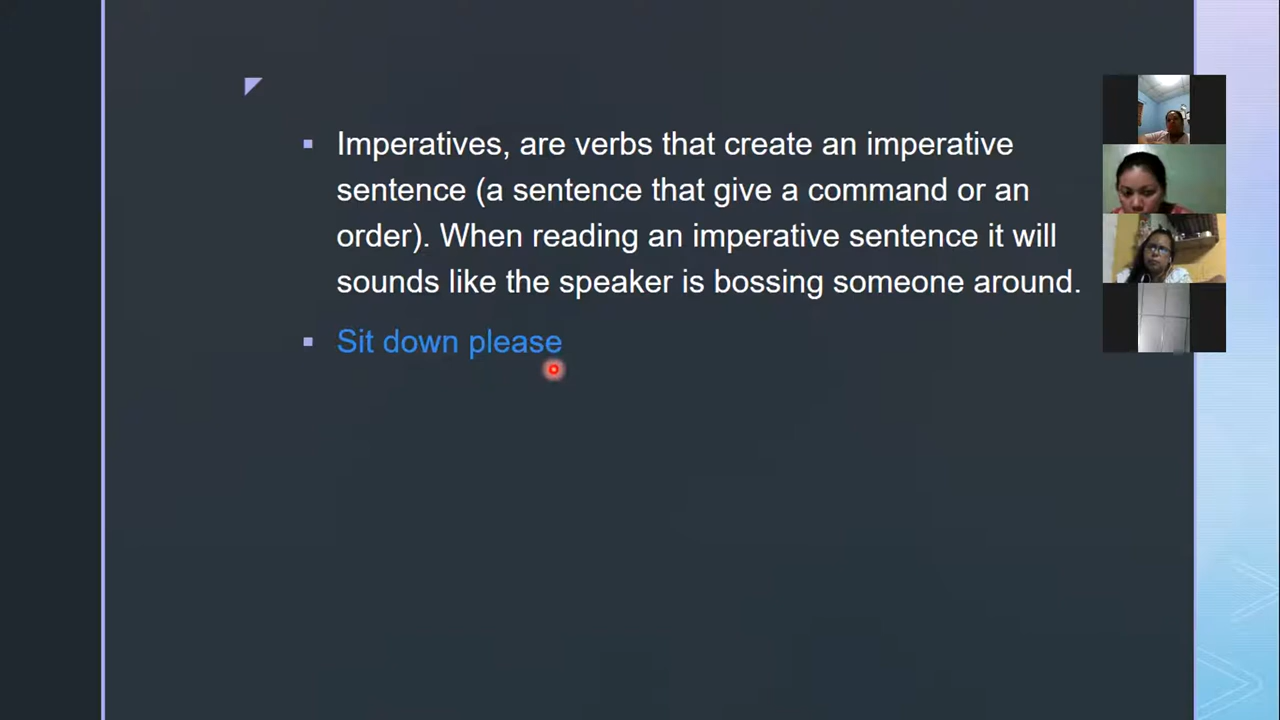 Imperatives, are verbs that create an imperative
sentence (a sentence that give a command or an
order). When reading an imperative sentence it will
sounds like the speaker is bossing someone around.
Sit down please